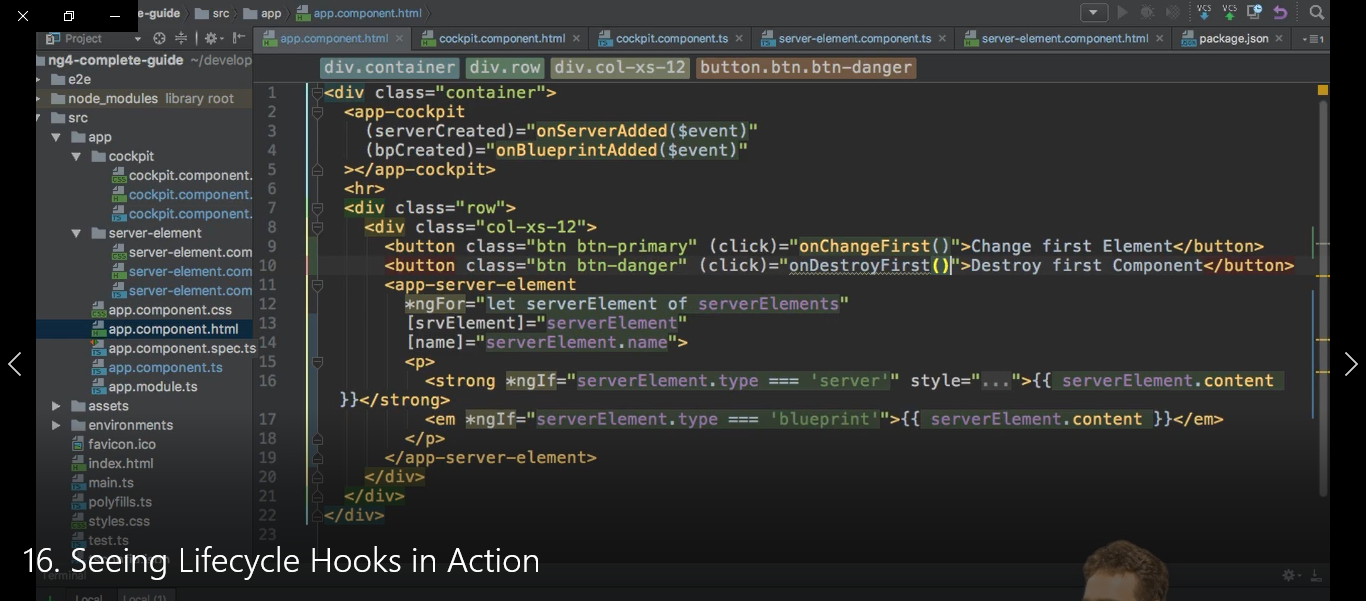 e-guide src app app.component.html
VCS VCS
Project
app.component.html × cockpit.component.html × cockpit.component.ts × server-element.component.ts × server-element.component.html × package.json ×
ng4-complete-guide ~/develop
e2e
node_modules library root
src
app
cockpit
cockpit.component.
cockpit.component.
cockpit.component.
server-element
server-element.com
server-element.com
server-element.com
app.component.css
app.component.html
app.component.spec.ts
app.component.ts
app.module.ts
assets
environments
favicon.ico
index.html
main.ts
polyfills.ts
styles.css
test.ts
div.container div.row div.col-xs-12 button.btn.btn-danger
1 <div class="container">
2 <app-cockpit
3 (serverCreated)="onServerAdded($event)"
4 (bpCreated)="onBlueprintAdded($event)"
5 ></app-cockpit>
6 <hr>
7 <div class="row">
8 <div class="col-xs-12">
9 <button class="btn btn-primary" (click)="onChangeFirst()">Change first Element</button>
10 <button class="btn btn-danger" (click)="onDestroyFirst()">Destroy first Component</button>
11 <app-server-element
12 *ngFor="let serverElement of serverElements"
13 [srvElement]="serverElement"
14 [name]="serverElement.name">
15 <p>
16 <strong *ngIf="serverElement.type === 'server'" style="...">{{ serverElement.content
}}</strong>
17 <em *ngIf="serverElement.type === 'blueprint'">{{ serverElement.content }}</em>
18 </p>
19 </app-server-element>
20 </div>
21 </div>
22 </div>
23
16. Seeing Lifecycle Hooks in Action
Terminal
Local Local (1)